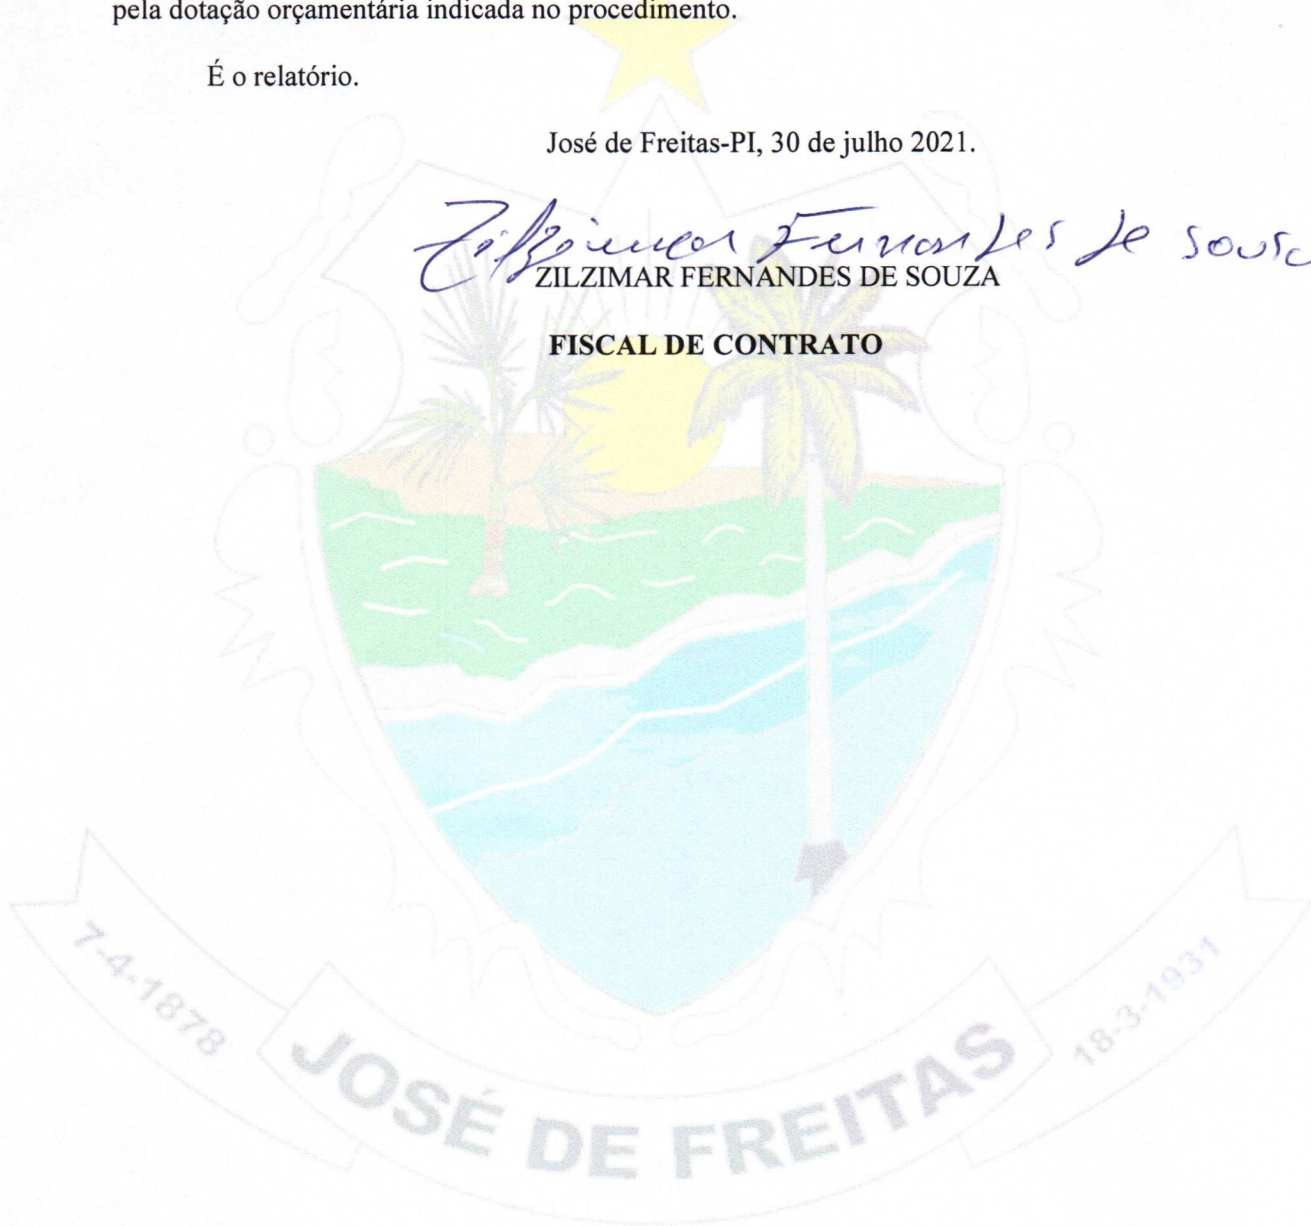 pela dotação orçamentária indicada no procedimento.
É o relatório.
José de Freitas-PI, 30 de julho 2021.
Zilzimar Fernandes de Sousa
ZILZIMAR FERNANDES DE SOUZA
FISCAL DE CONTRATO
7-4-1878
JOSÉ DE FREITAS
18-3-1931